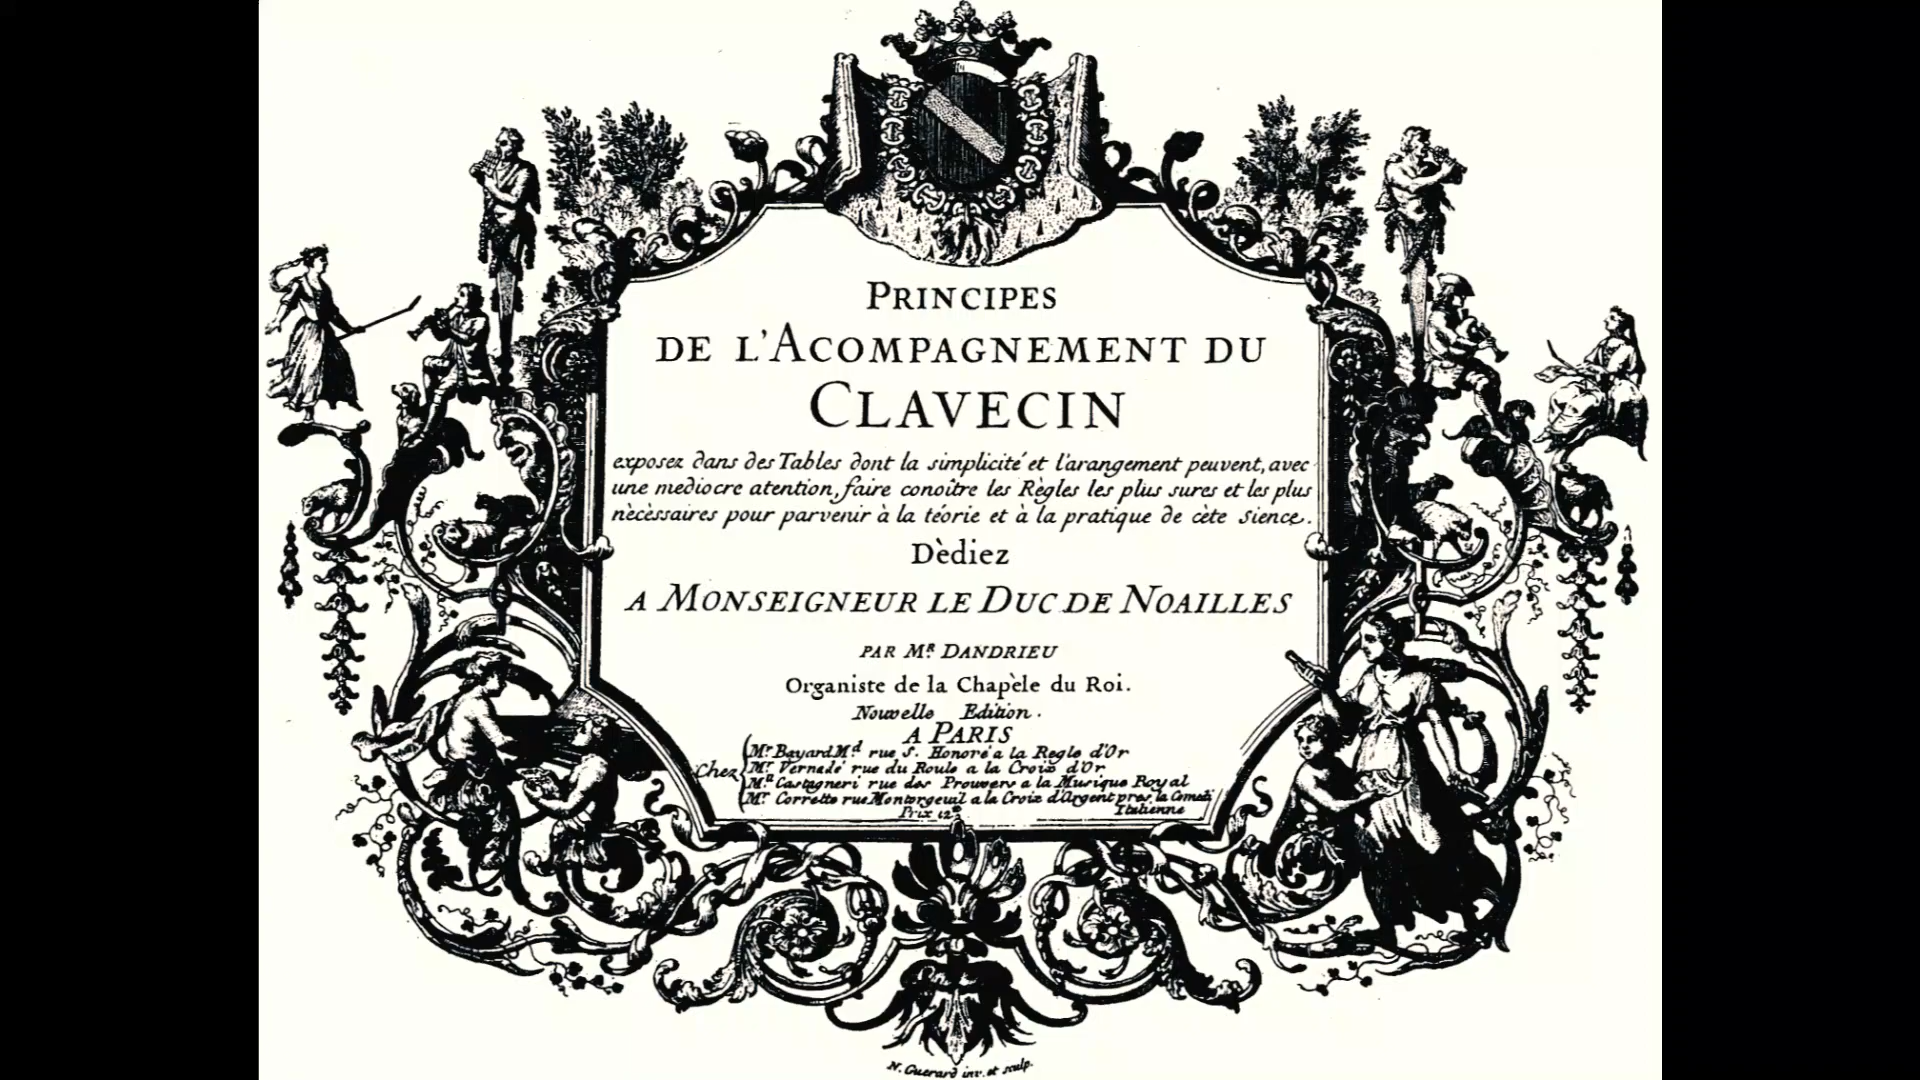 PRINCIPES
DE L'ACOMPAGNEMENT DU
CLAVECIN
exposez dans des Tables dont la simplicité et l'arangement peuvent, avec
une mediocre atention, faire conoître les Règles les plus sures et les plus
nècèssaires pour parvenir à la téorie et à la pratique de cète sience.
Dèdiez
A MONSEIGNEUR LE DUC DE NOAILLES
PAR MR. DANDRIEU
Organiste de la Chapèle du Roi.
Nouvelle Edition.
A PARIS
Chez
Mr. Bayard Md. rue S. Honoré a la Regle d'Or
Mr. Vernadé rue du Roule a la Croix d'Or
Me. Castagneri rue des Prouvers a la Musique Royal
Mr. Corrette rue Montorgeuil a la Croix d'Argent pres la Comedi
Italienne
Prix 12
N. Guerard inv. et sculp.